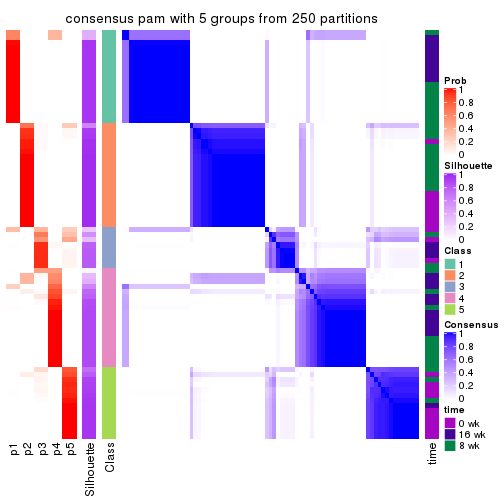 consensus pam with 5 groups from 250 partitions
Prob
1
0.8
0.6
0.4
0.2
0
Silhouette
1
0.8
0.6
0.4
0.2
0
Class
1
2
3
4
5
Consensus
1
0.8
0.6
0.4
0.2
0
time
0 wk
16 wk
8 wk
p1
p2
p3
p4
p5
Silhouette
Class
time